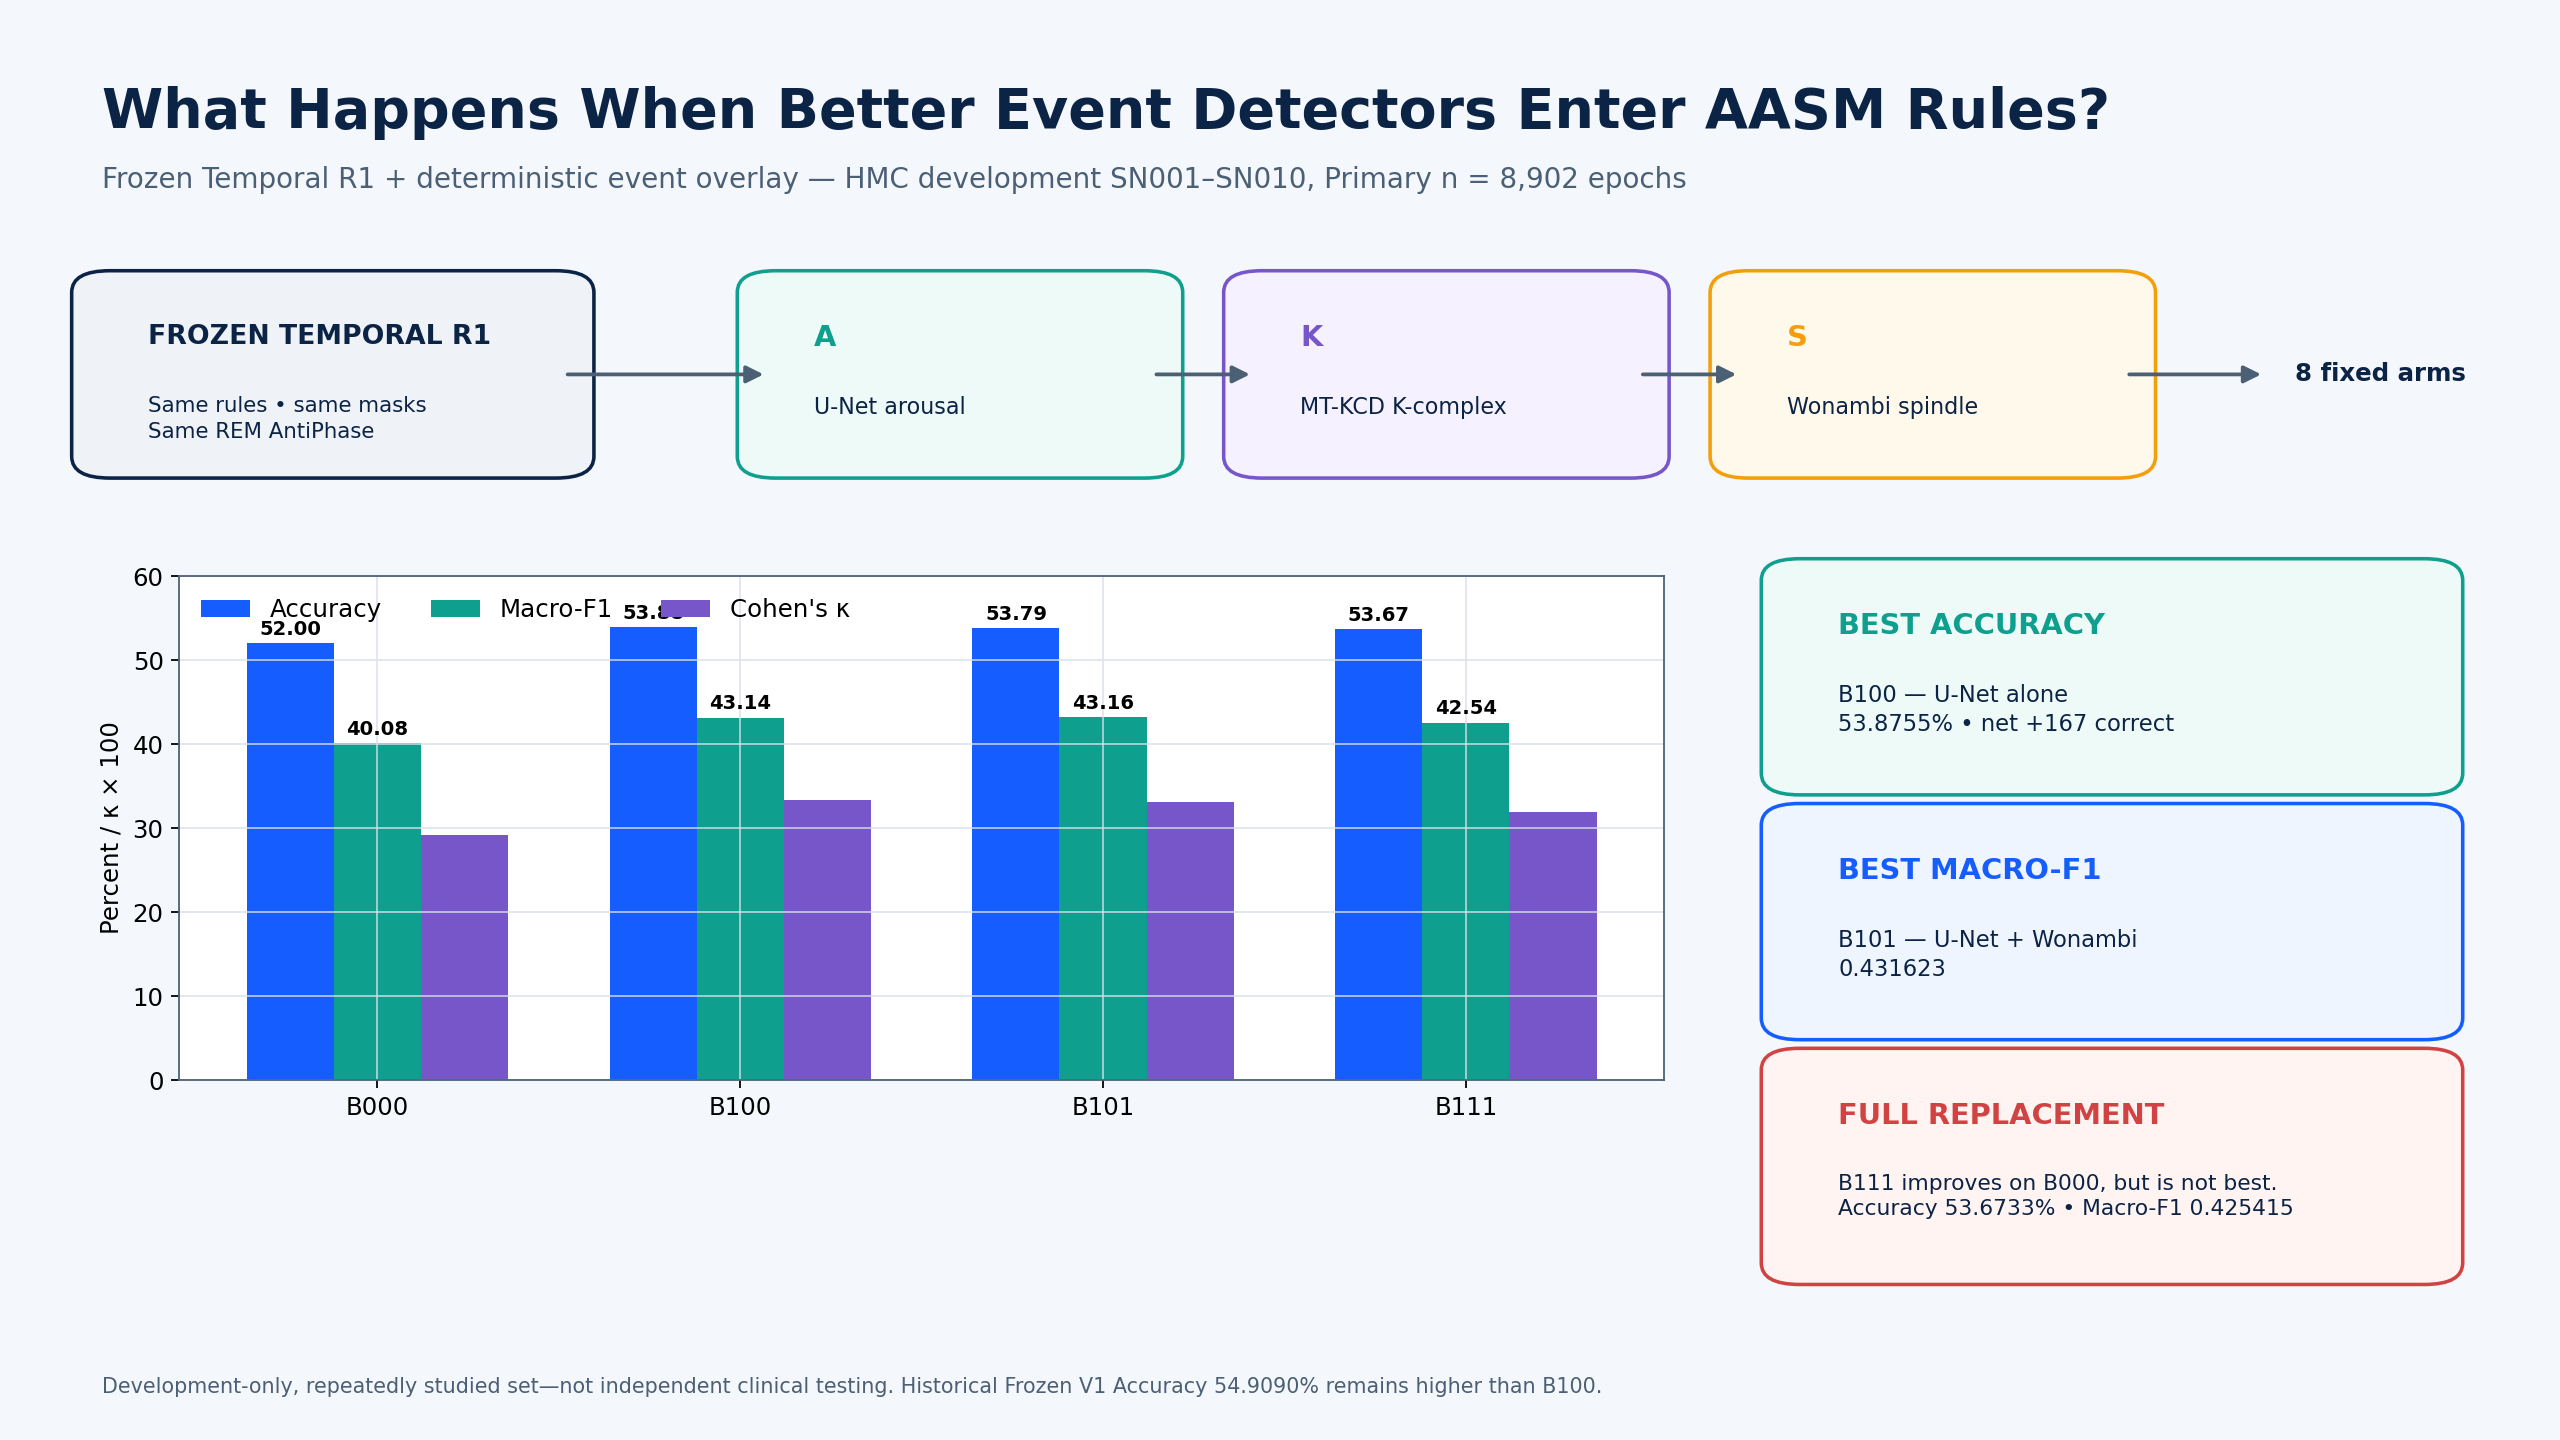 What Happens When Better Event Detectors Enter AASM Rules?
Frozen Temporal R1 + deterministic event overlay — HMC development SN001–SN010, Primary n = 8,902 epochs
FROZEN TEMPORAL R1
Same rules • same masks
Same REM AntiPhase
A
U-Net arousal
K
MT-KCD K-complex
S
Wonambi spindle
8 fixed arms
Percent / κ × 100
60
50
40
30
20
10
0
Accuracy
Macro-F1
Cohen's κ
52.00
40.08
43.14
53.79
43.16
53.67
42.54
B000
B100
B101
B111
BEST ACCURACY
B100 — U-Net alone
53.8755% • net +167 correct
BEST MACRO-F1
B101 — U-Net + Wonambi
0.431623
FULL REPLACEMENT
B111 improves on B000, but is not best.
Accuracy 53.6733% • Macro-F1 0.425415
Development-only, repeatedly studied set—not independent clinical testing. Historical Frozen V1 Accuracy 54.9090% remains higher than B100.